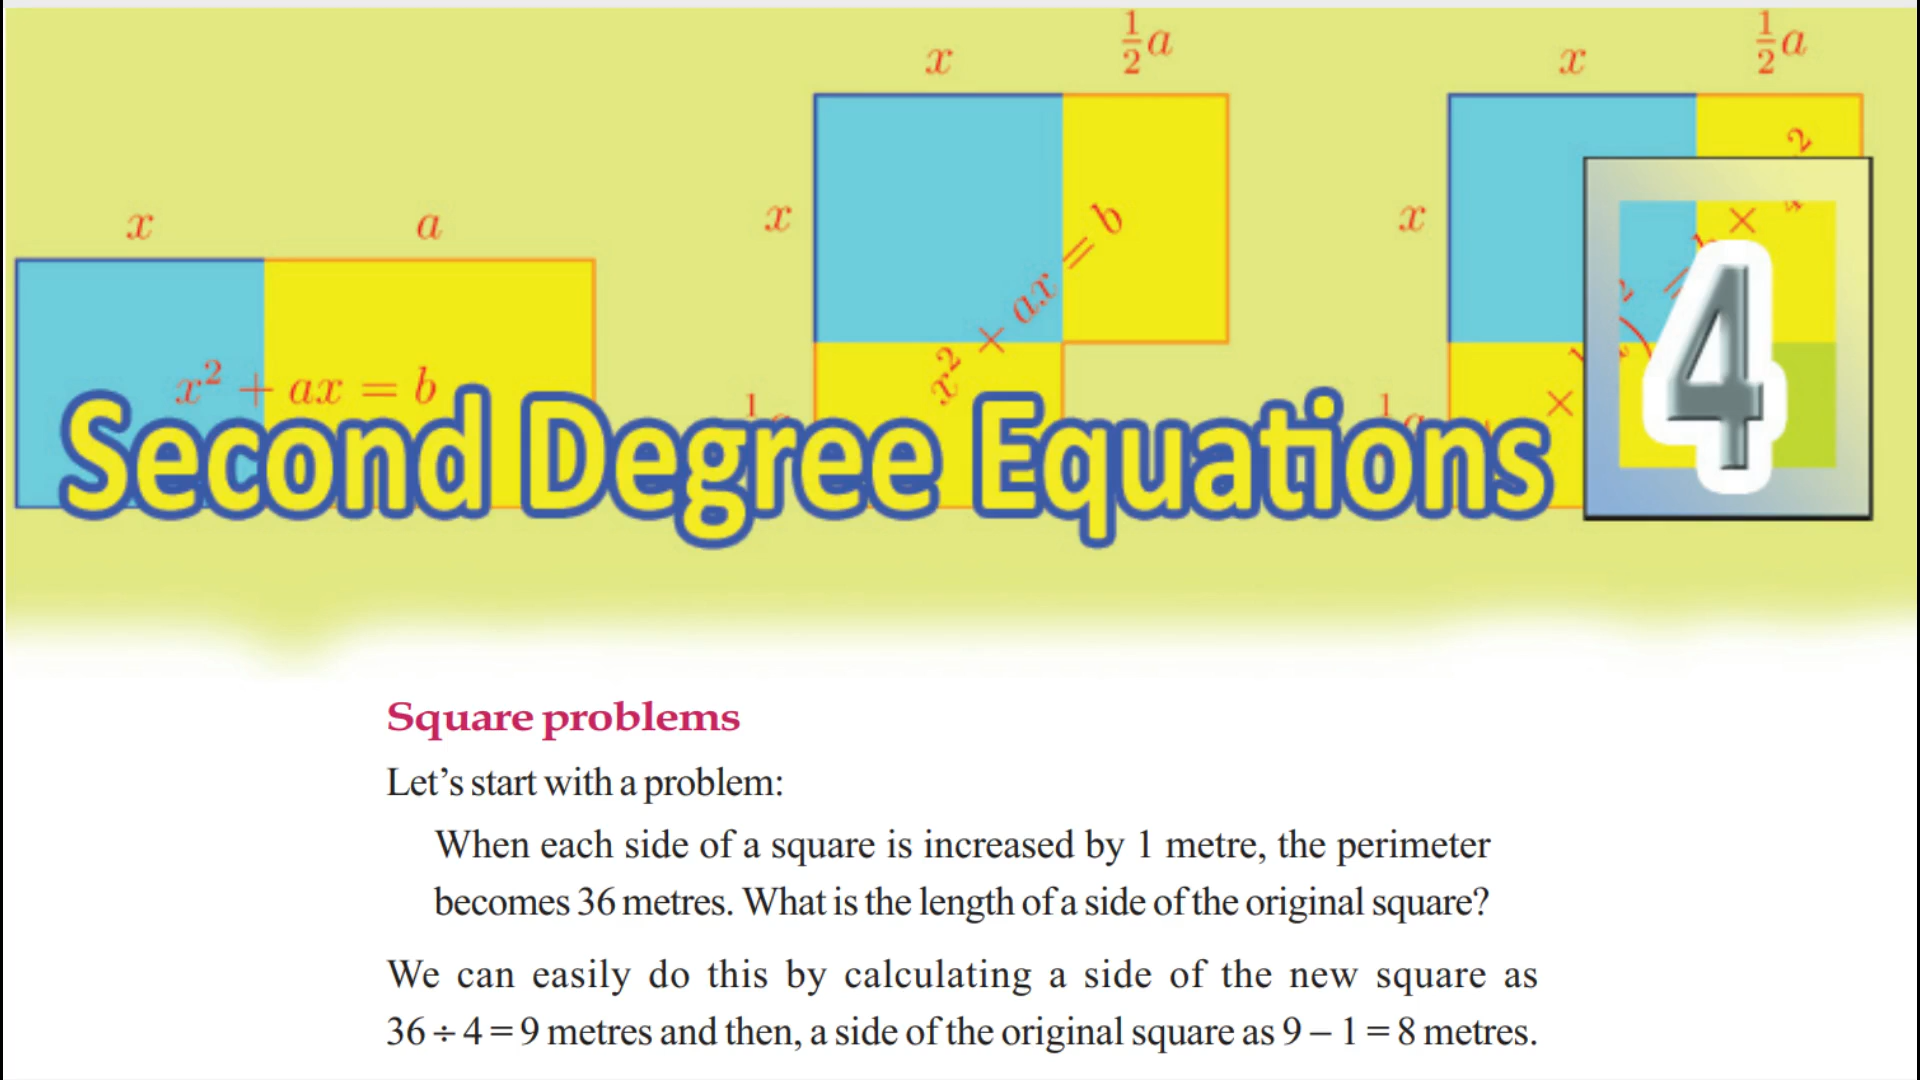 x a
x² + ax = b
x ½a
x
x² × ax = b
x ½a
x
Second Degree Equations
4
Square problems
Let’s start with a problem:
When each side of a square is increased by 1 metre, the perimeter
becomes 36 metres. What is the length of a side of the original square?
We can easily do this by calculating a side of the new square as
36 ÷ 4 = 9 metres and then, a side of the original square as 9 – 1 = 8 metres.